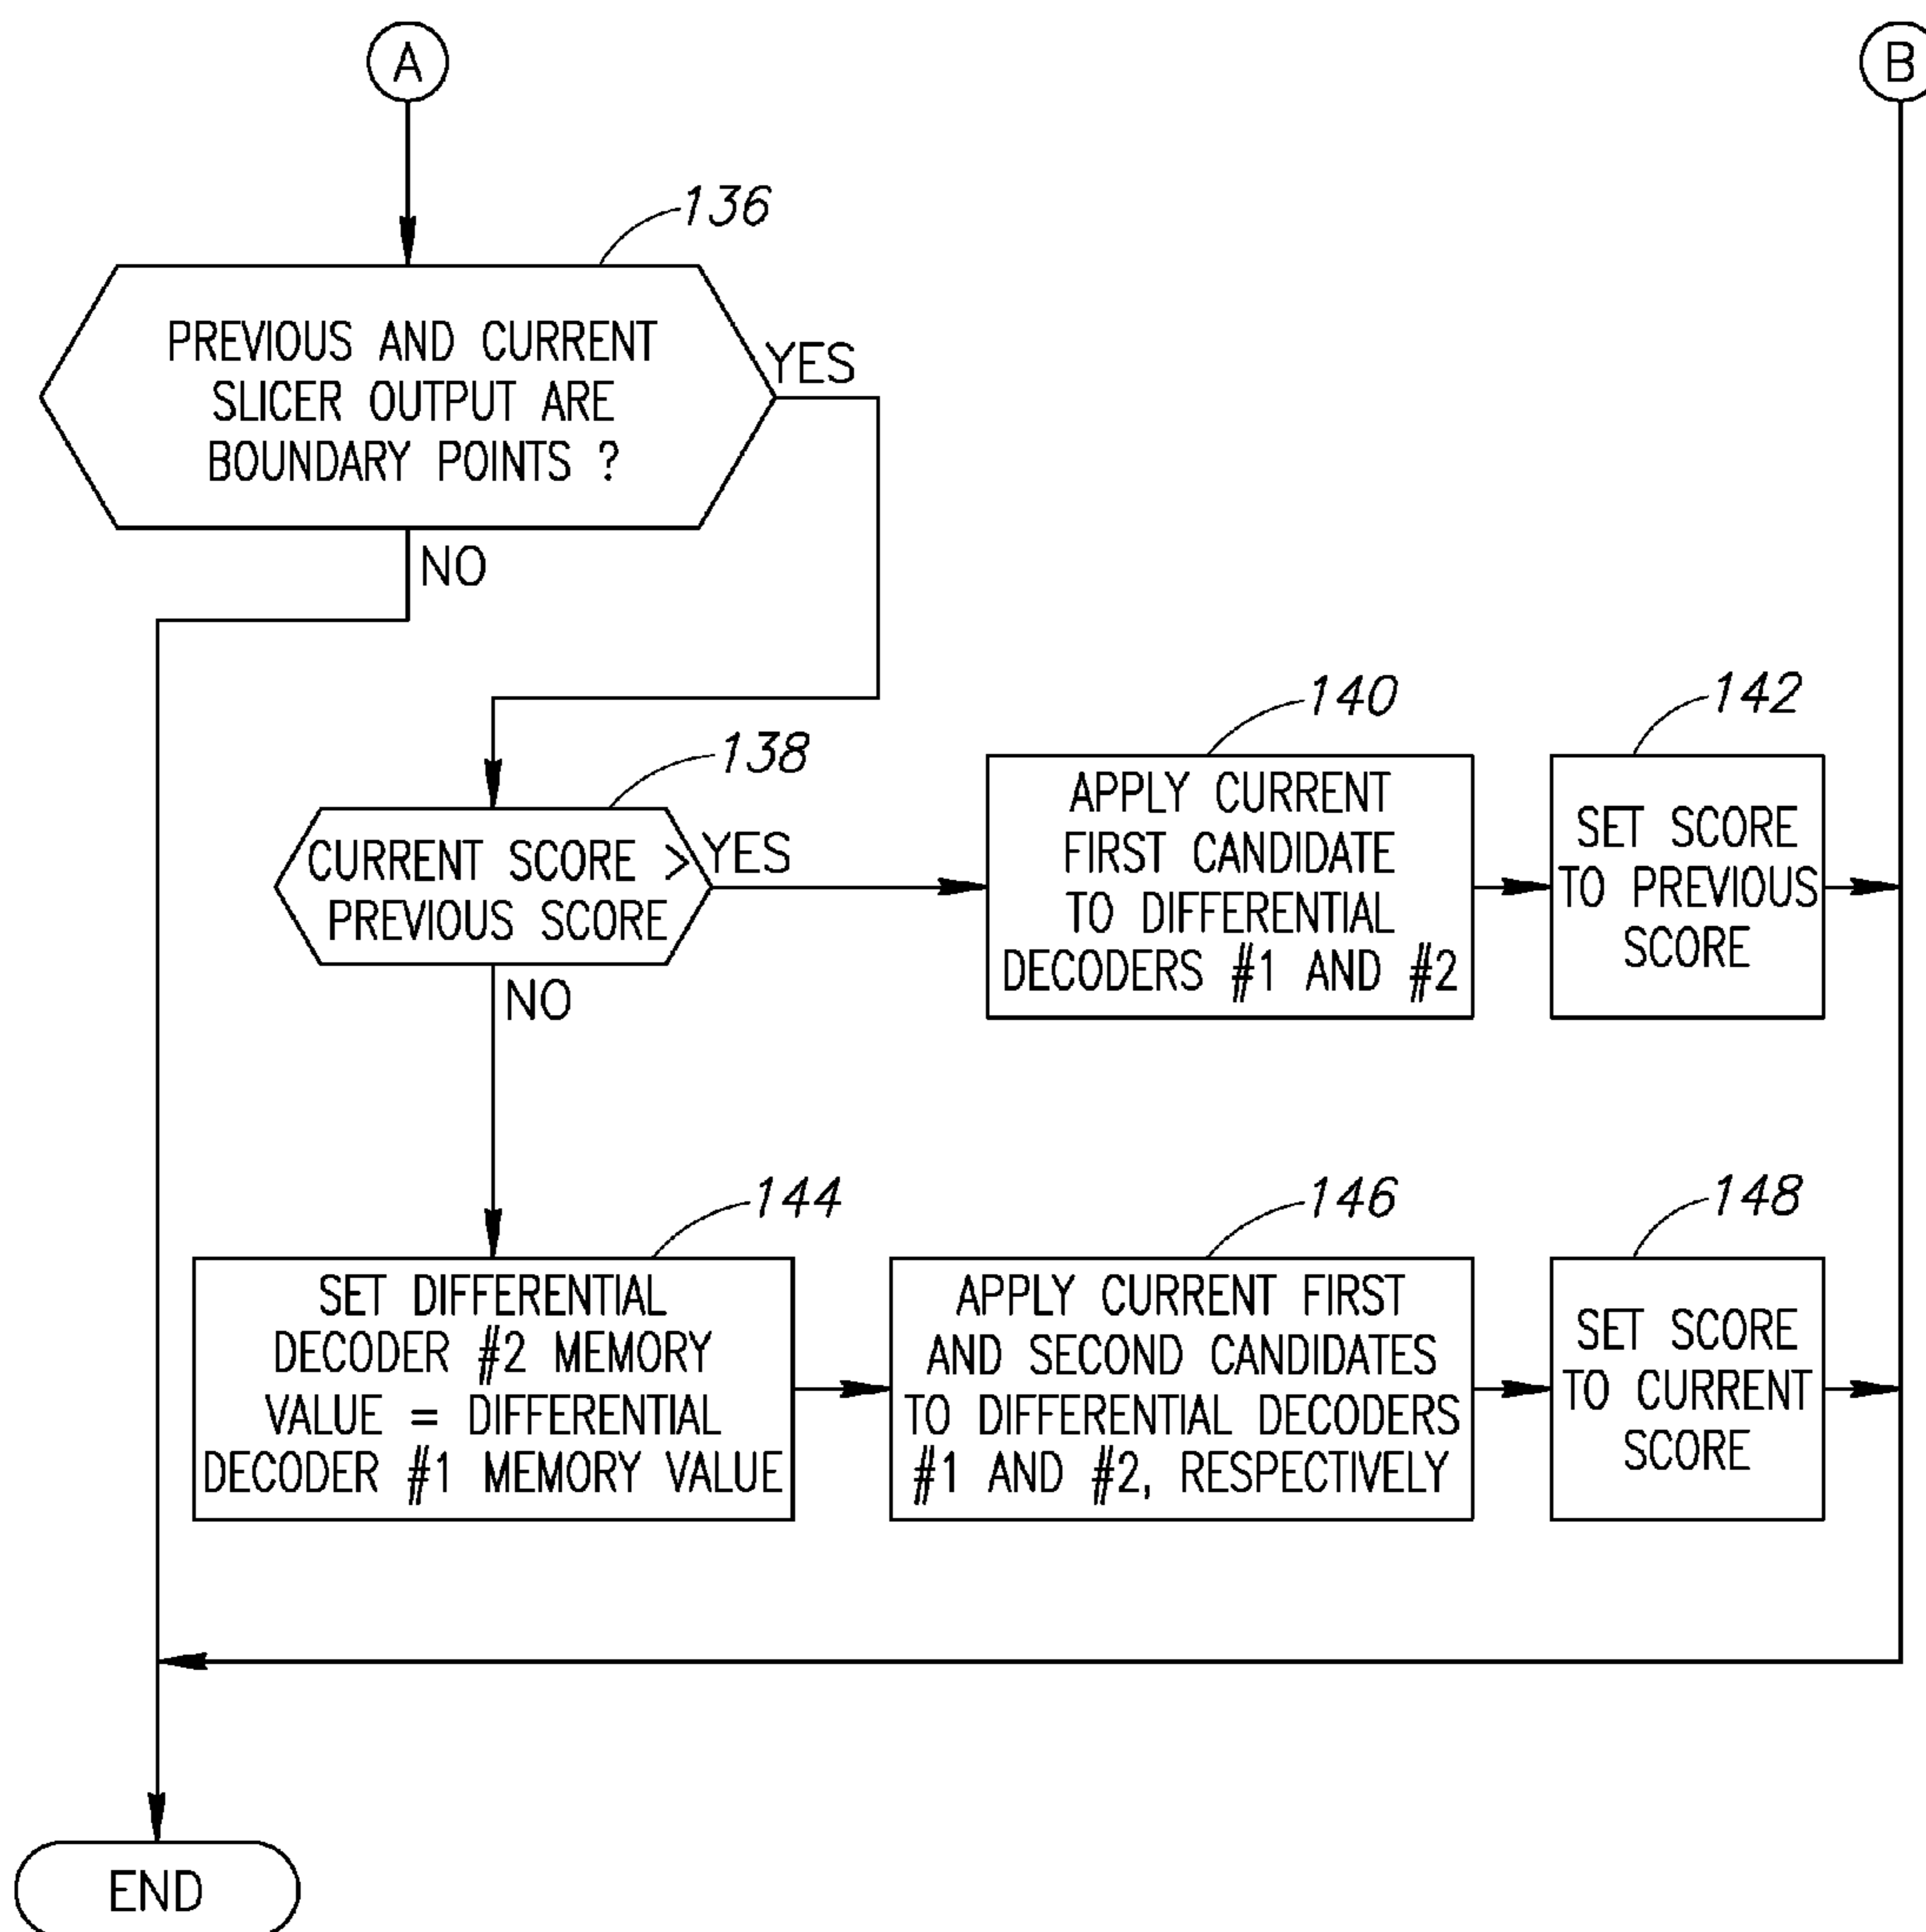 A
B
136
PREVIOUS AND CURRENT
SLICER OUTPUT ARE
BOUNDARY POINTS ?
YES
NO
138
CURRENT SCORE >
PREVIOUS SCORE
YES
NO
140
APPLY CURRENT
FIRST CANDIDATE
TO DIFFERENTIAL
DECODERS #1 AND #2
142
SET SCORE
TO PREVIOUS
SCORE
144
SET DIFFERENTIAL
DECODER #2 MEMORY
VALUE = DIFFERENTIAL
DECODER #1 MEMORY VALUE
146
APPLY CURRENT FIRST
AND SECOND CANDIDATES
TO DIFFERENTIAL DECODERS
#1 AND #2, RESPECTIVELY
148
SET SCORE
TO CURRENT
SCORE
END